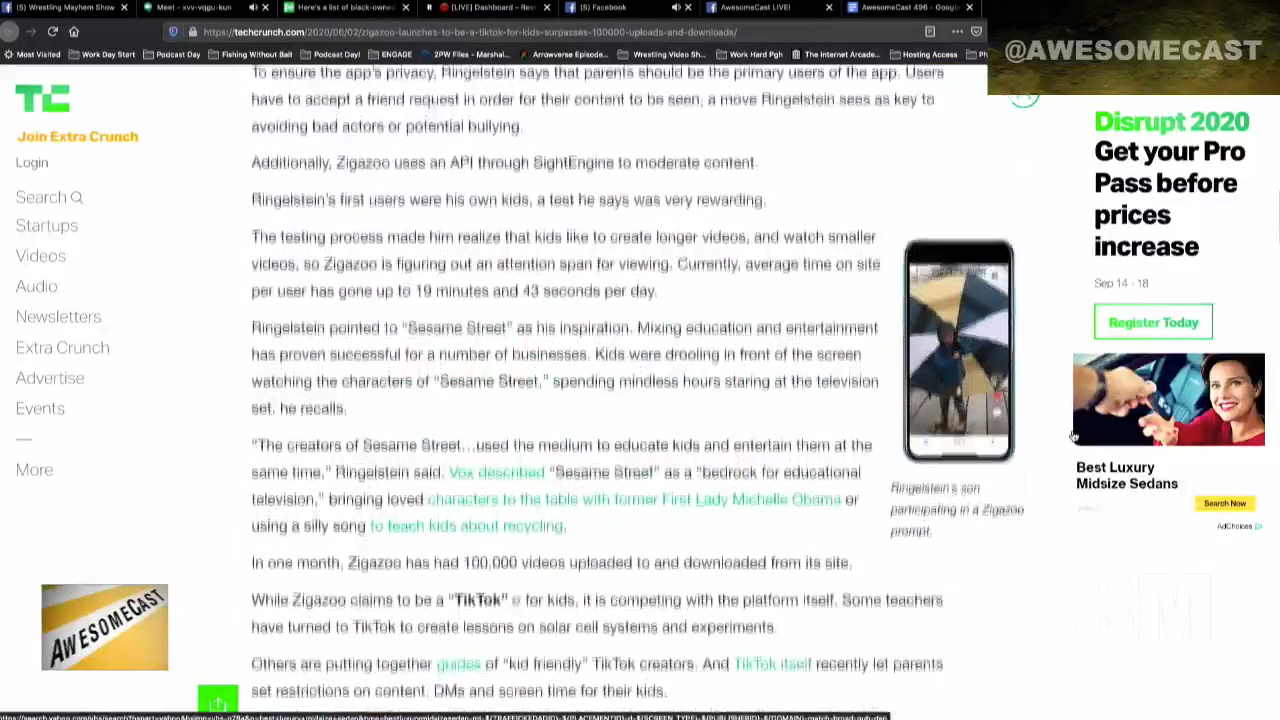 (5) Wrestling Mayhem Show
Meet - xvv-vqgu-kun
Here's a list of black-owned
[LIVE] Dashboard - Rest
(5) Facebook
AwesomeCast LIVE!
AwesomeCast 496 - Google
https://techcrunch.com/2020/06/02/zigazoo-launches-to-be-a-tiktok-for-kids-surpasses-100000-uploads-and-downloads/
Most Visited
Work Day Start
Podcast Day
Fishing Without Bait
Podcast Day!
ENGAGE
2PW Files - Marshal...
Arrowverse Episode...
Wrestling Video Sh...
Work Hard Pgh
The Internet Arcade...
Hosting Access
@AWESOMECAST
TC
Join Extra Crunch
Login
Search
Startups
Videos
Audio
Newsletters
Extra Crunch
Advertise
Events
More
AWESOMECAST
To ensure the app's privacy, Ringelstein says that parents should be the primary users of the app. Users
have to accept a friend request in order for their content to be seen, a move Ringelstein sees as key to
avoiding bad actors or potential bullying.
Additionally, Zigazoo uses an API through SightEngine to moderate content.
Ringelstein's first users were his own kids, a test he says was very rewarding.
The testing process made him realize that kids like to create longer videos, and watch smaller
videos, so Zigazoo is figuring out an attention span for viewing. Currently, average time on site
per user has gone up to 19 minutes and 43 seconds per day.
Ringelstein pointed to "Sesame Street" as his inspiration. Mixing education and entertainment
has proven successful for a number of businesses. Kids were drooling in front of the screen
watching the characters of "Sesame Street," spending mindless hours staring at the television
set, he recalls.
"The creators of Sesame Street...used the medium to educate kids and entertain them at the
same time," Ringelstein said. Vox described "Sesame Street" as a "bedrock for educational
television," bringing loved characters to the table with former First Lady Michelle Obama or
using a silly song to teach kids about recycling.
In one month, Zigazoo has had 100,000 videos uploaded to and downloaded from its site.
While Zigazoo claims to be a "TikTok" for kids, it is competing with the platform itself. Some teachers
have turned to TikTok to create lessons on solar cell systems and experiments.
Others are putting together guides of "kid friendly" TikTok creators. And TikTok itself recently let parents
set restrictions on content, DMs and screen time for their kids.
Ringelstein's son
participating in a Zigazoo
prompt.
Disrupt 2020
Get your Pro
Pass before
prices
increase
Sep 14 - 18
Register Today
Best Luxury
Midsize Sedans
Search Now
AdChoices